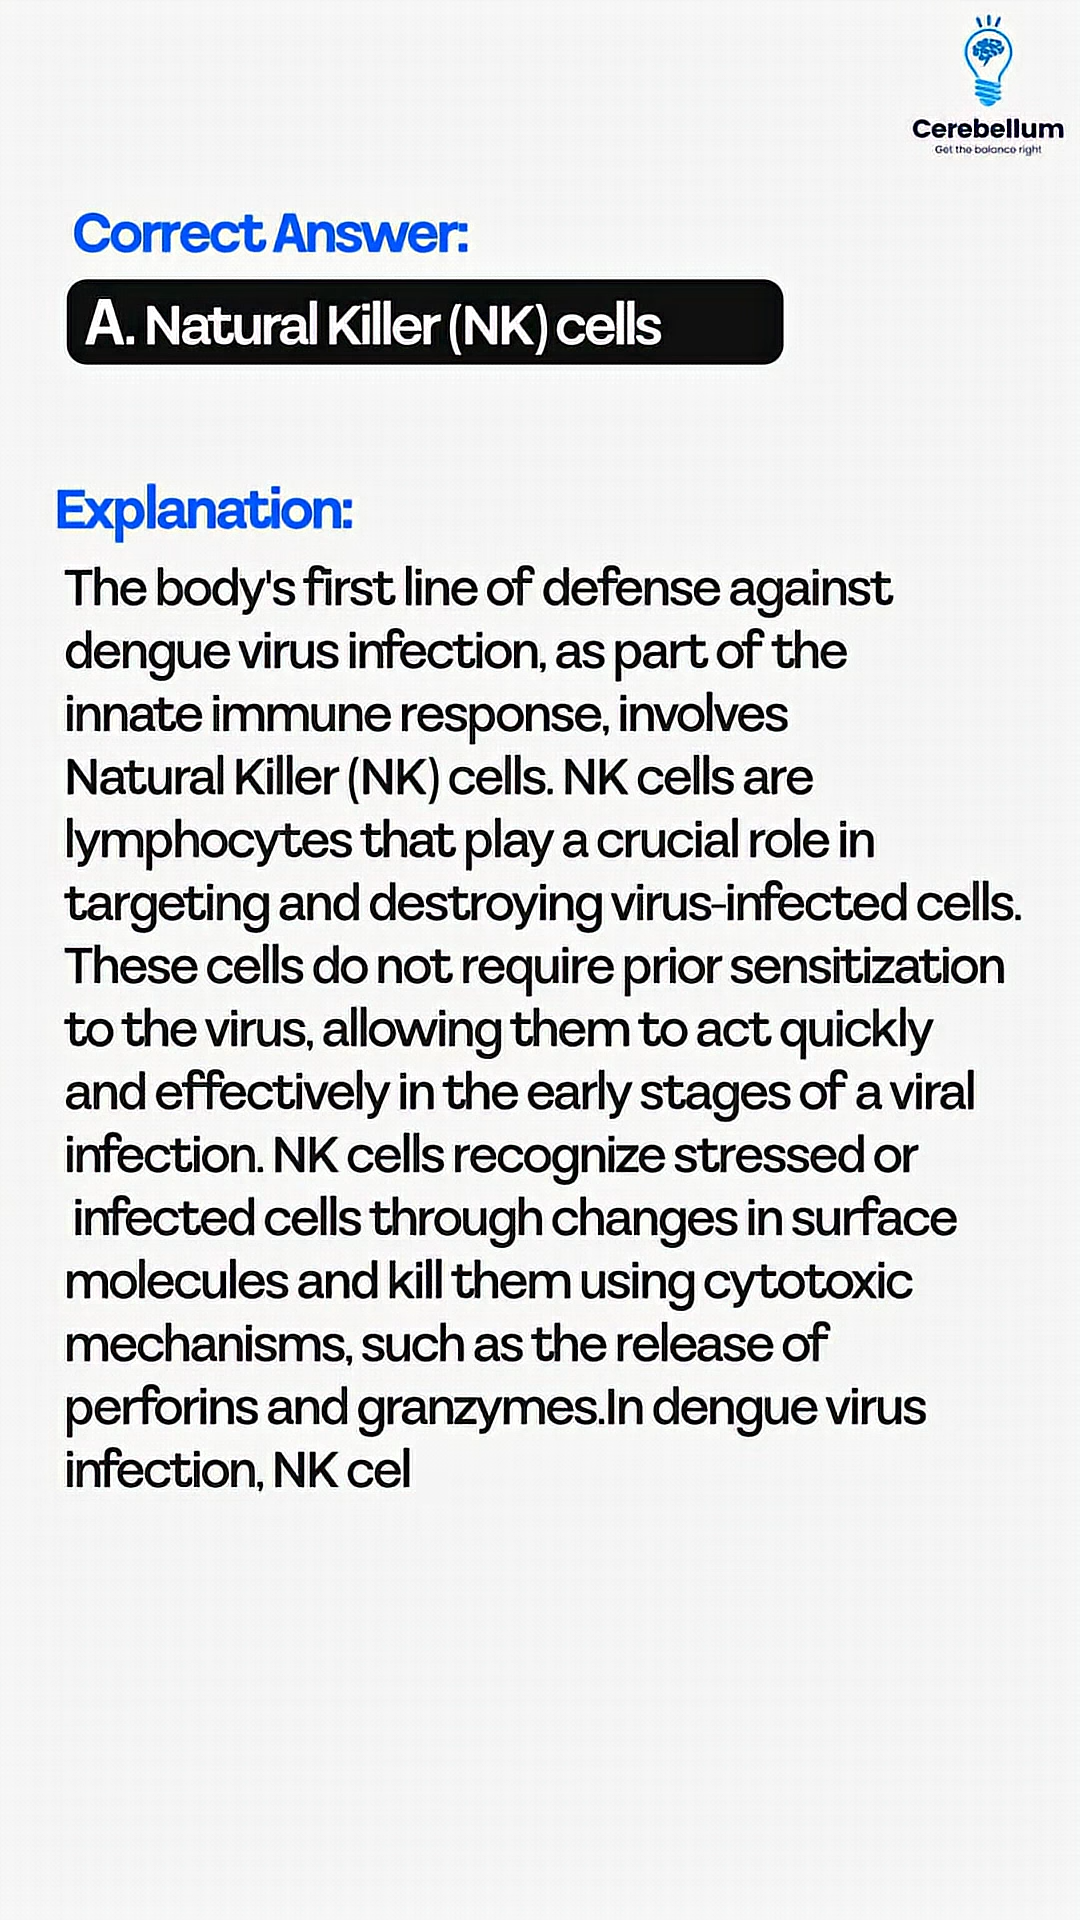 Cerebellum
Get the balance right
Correct Answer:
A. Natural Killer (NK) cells
Explanation:
The body's first line of defense against
dengue virus infection, as part of the
innate immune response, involves
Natural Killer (NK) cells. NK cells are
lymphocytes that play a crucial role in
targeting and destroying virus-infected cells.
These cells do not require prior sensitization
to the virus, allowing them to act quickly
and effectively in the early stages of a viral
infection. NK cells recognize stressed or
infected cells through changes in surface
molecules and kill them using cytotoxic
mechanisms, such as the release of
perforins and granzymes.In dengue virus
infection, NK cel